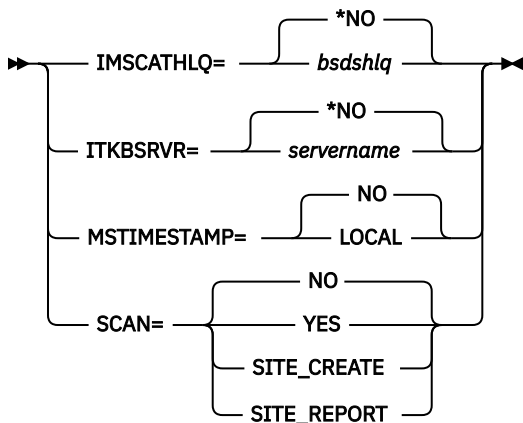 *NO
IMSCATHLQ= bsdshlq
*NO
ITKBSRVR= servername
NO
MSTIMESTAMP= LOCAL
NO
SCAN= YES
SITE_CREATE
SITE_REPORT